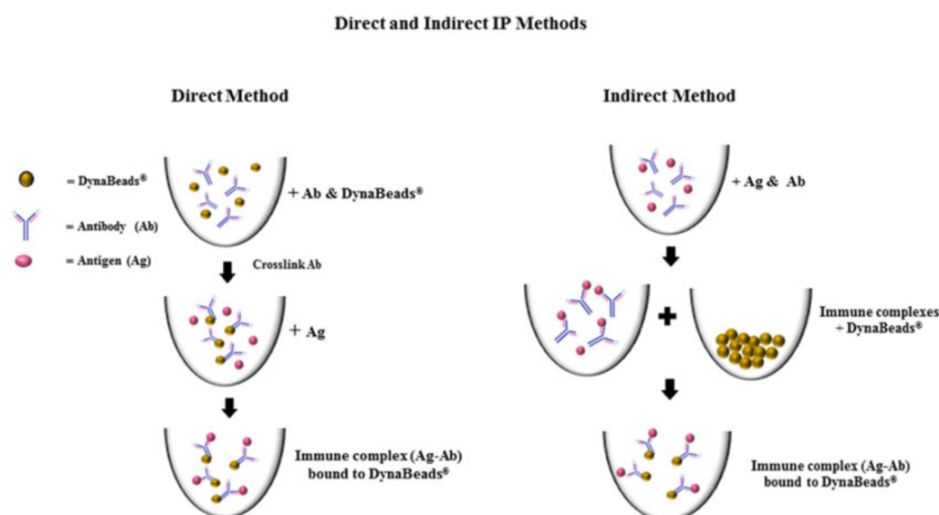 Direct and Indirect IP Methods
Direct Method
= DynaBeads®
= Antibody (Ab)
= Antigen (Ag)
+ Ab & DynaBeads®
Crosslink Ab
+ Ag
Immune complex (Ag-Ab)
bound to DynaBeads®
Indirect Method
+ Ag & Ab
+
Immune complexes
+ DynaBeads®
Immune complex (Ag-Ab)
bound to DynaBeads®